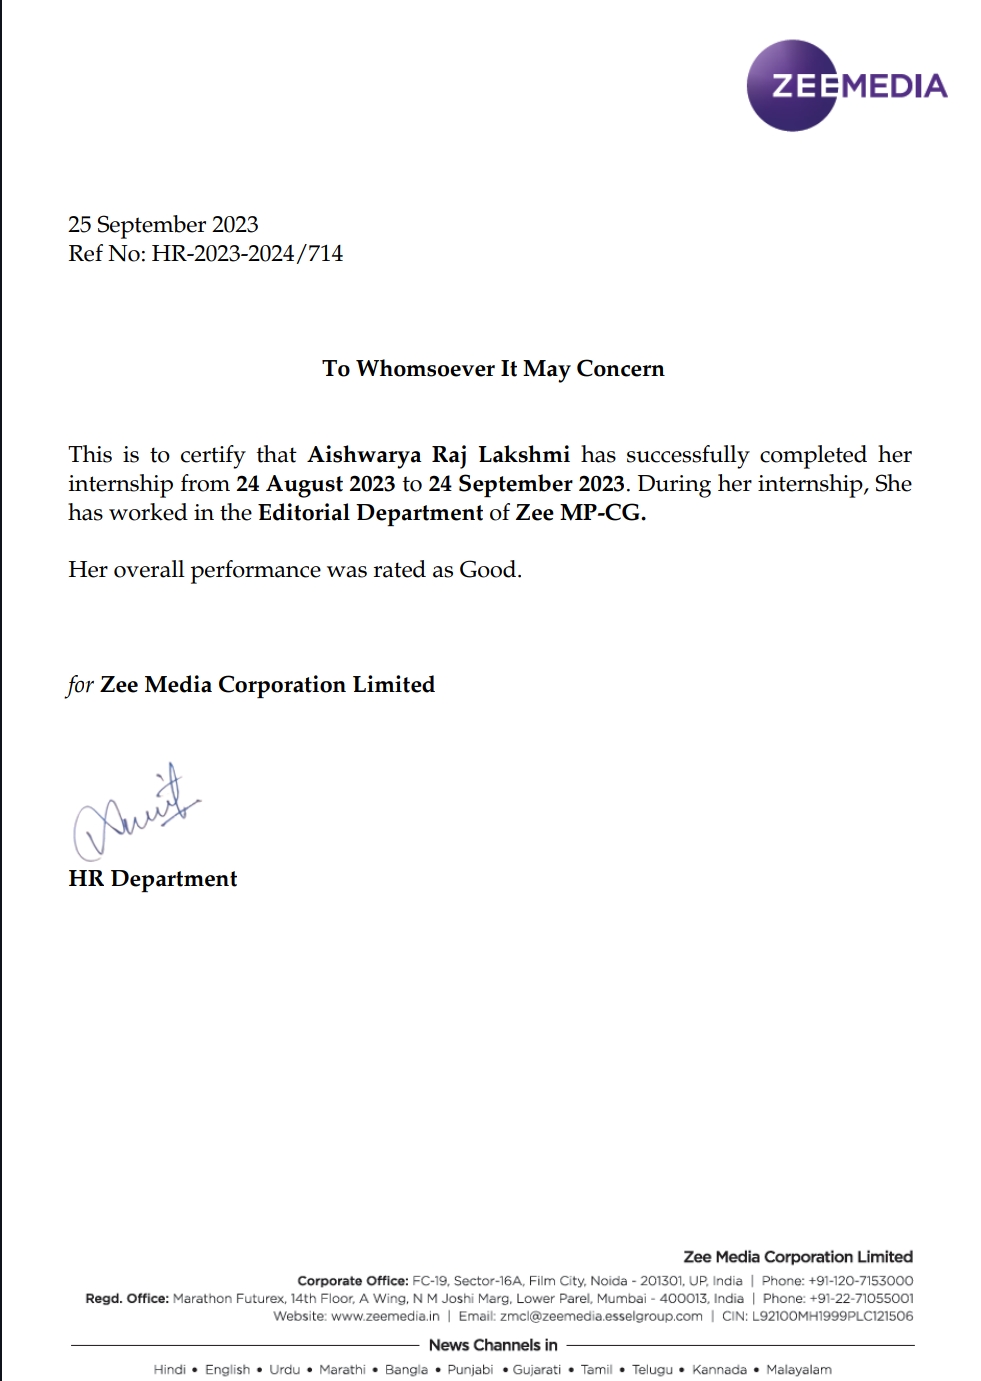 ZEEMEDIA
25 September 2023
Ref No: HR-2023-2024/714
To Whomsoever It May Concern
This is to certify that Aishwarya Raj Lakshmi has successfully completed her
internship from 24 August 2023 to 24 September 2023. During her internship, She
has worked in the Editorial Department of Zee MP-CG.
Her overall performance was rated as Good.
for Zee Media Corporation Limited
HR Department
Zee Media Corporation Limited
Corporate Office: FC-19, Sector-16A, Film City, Noida - 201301, UP, India | Phone: +91-120-7153000
Regd. Office: Marathon Futurex, 14th Floor, A Wing, N M Joshi Marg, Lower Parel, Mumbai - 400013, India | Phone: +91-22-71055001
Website: www.zeemedia.in | Email: zmcl@zeemedia.esselgroup.com | CIN: L92100MH1999PLC121506
News Channels in
Hindi • English • Urdu • Marathi • Bangla • Punjabi • Gujarati • Tamil • Telugu • Kannada • Malayalam